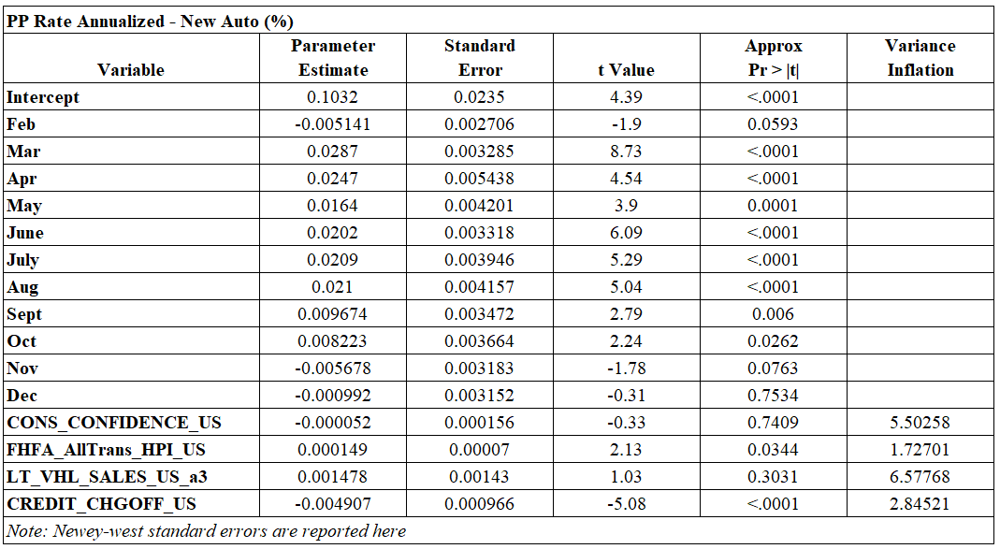 PP Rate Annualized - New Auto (%)
Variable Parameter Estimate Standard Error t Value Approx Pr > |t| Variance Inflation
Intercept 0.1032 0.0235 4.39 <.0001
Feb -0.005141 0.002706 -1.9 0.0593
Mar 0.0287 0.003285 8.73 <.0001
Apr 0.0247 0.005438 4.54 <.0001
May 0.0164 0.004201 3.9 0.0001
June 0.0202 0.003318 6.09 <.0001
July 0.0209 0.003946 5.29 <.0001
Aug 0.021 0.004157 5.04 <.0001
Sept 0.009674 0.003472 2.79 0.006
Oct 0.008223 0.003664 2.24 0.0262
Nov -0.005678 0.003183 -1.78 0.0763
Dec -0.000992 0.003152 -0.31 0.7534
CONS_CONFIDENCE_US -0.000052 0.000156 -0.33 0.7409 5.50258
FHFA_AllTrans_HPI_US 0.000149 0.00007 2.13 0.0344 1.72701
LT_VHL_SALES_US_a3 0.001478 0.00143 1.03 0.3031 6.57768
CREDIT_CHGOFF_US -0.004907 0.000966 -5.08 <.0001 2.84521
Note: Newey-west standard errors are reported here